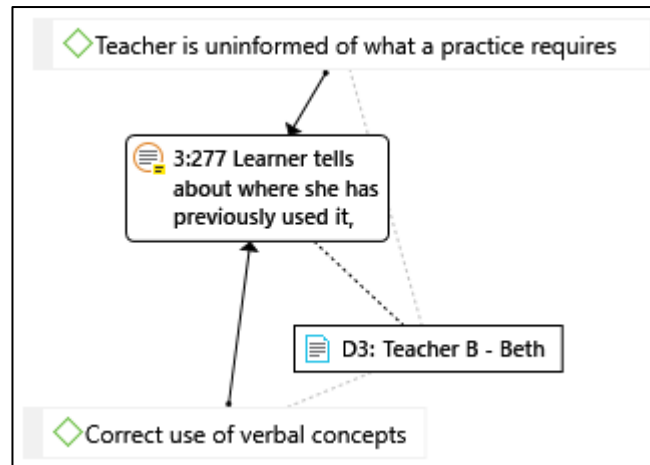 Teacher is uninformed of what a practice requires
3:277 Learner tells
about where she has
previously used it,
D3: Teacher B - Beth
Correct use of verbal concepts